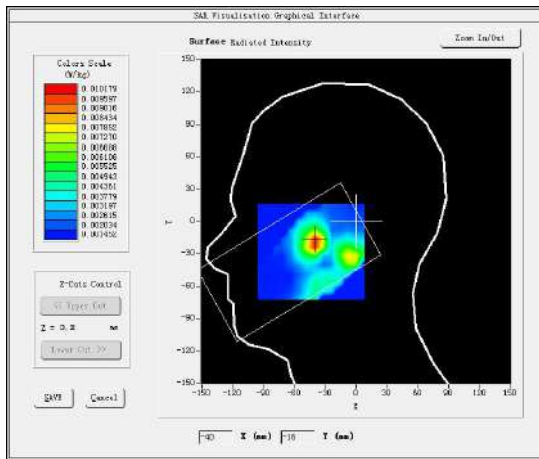 SAR Visualisation Graphical Interface
Surface Radiated Intensity
Zoom In/Out
Colors Scale
(W/kg)
0.010179
0.009597
0.009016
0.008434
0.007852
0.007270
0.006688
0.006106
0.005525
0.004943
0.004361
0.003779
0.003197
0.002615
0.002034
0.001452
150
120
90
60
30
0
-30
-60
-90
-120
-150
Y
-150 -120 -90 -60 -30 0 30 60 90 120 150
X
Z-Cuts Control
<< Upper Cut
Z = 0.2 mm
Lower Cut >>
SAVE Cancel
-40 X (mm) -18 Y (mm)